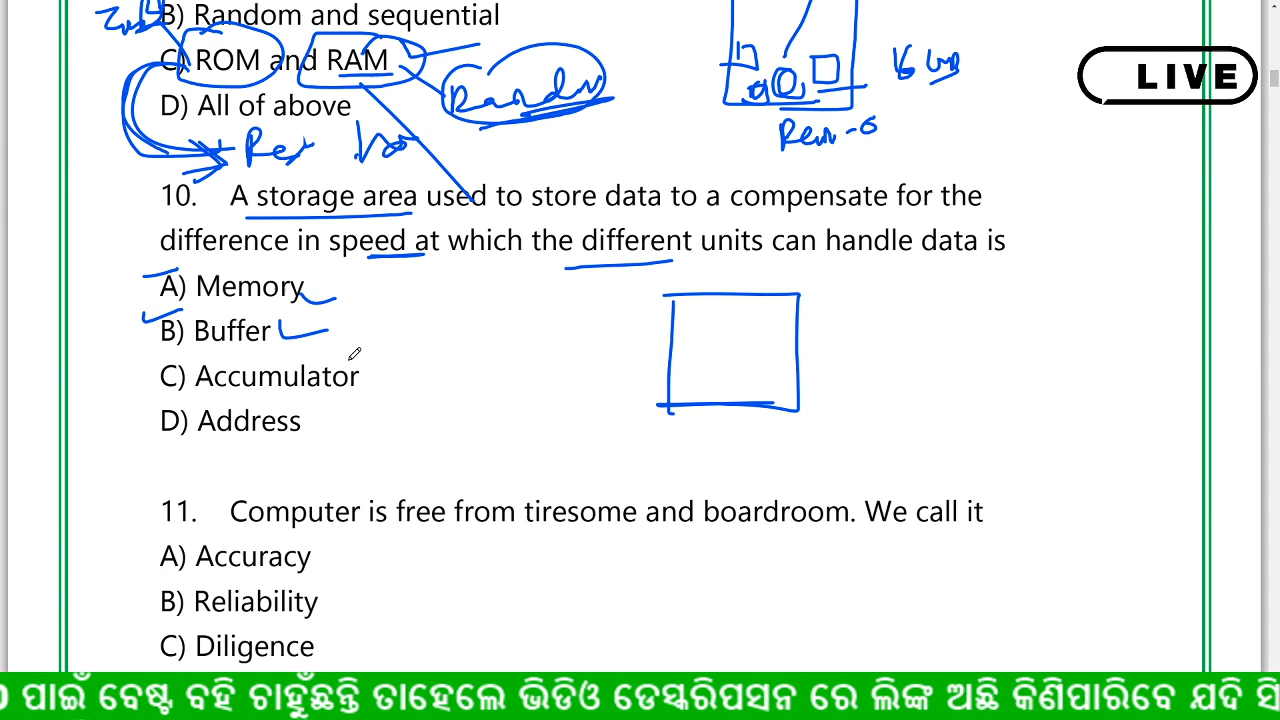 B) Random and sequential
C) ROM and RAM
Random
D) All of above
LIVE
10. A storage area used to store data to a compensate for the
difference in speed at which the different units can handle data is
A) Memory
B) Buffer
C) Accumulator
D) Address
11. Computer is free from tiresome and boardroom. We call it
A) Accuracy
B) Reliability
C) Diligence
ପାଇଁ ବେଷ୍ଟ ବହି ଚାହୁଁଛନ୍ତି ତାହେଲେ ଭିଡିଓ ଡେସ୍କରିପସନ ରେ ଲିଙ୍କ ଅଛି କିଣିପାରିବେ ଯଦି